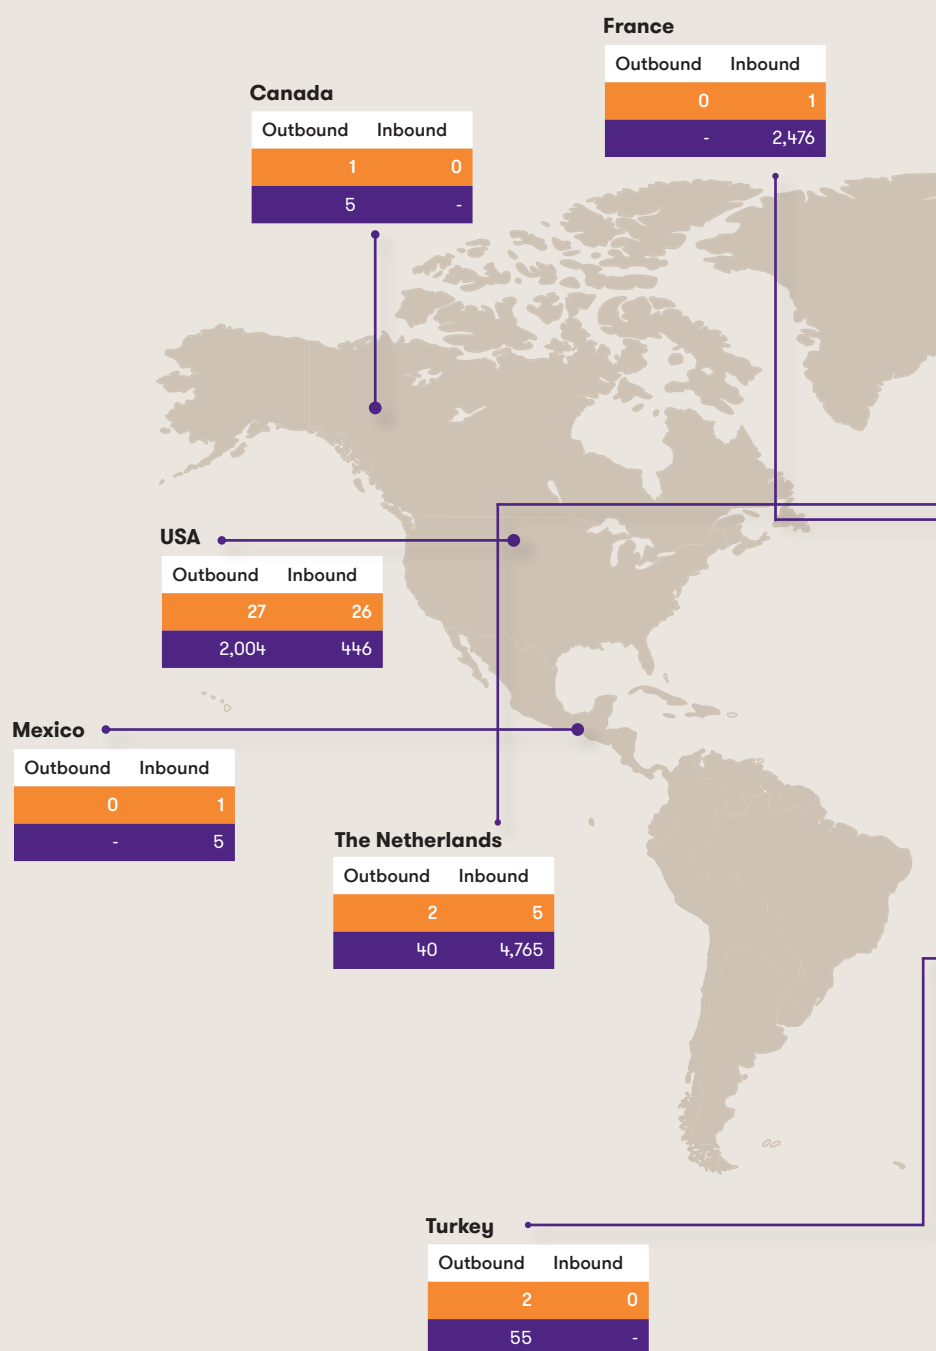 France
Outbound Inbound
0 1
- 2,476
Canada
Outbound Inbound
1 0
5 -
USA
Outbound Inbound
27 26
2,004 446
Mexico
Outbound Inbound
0 1
- 5
The Netherlands
Outbound Inbound
2 5
40 4,765
Turkey
Outbound Inbound
2 0
55 -